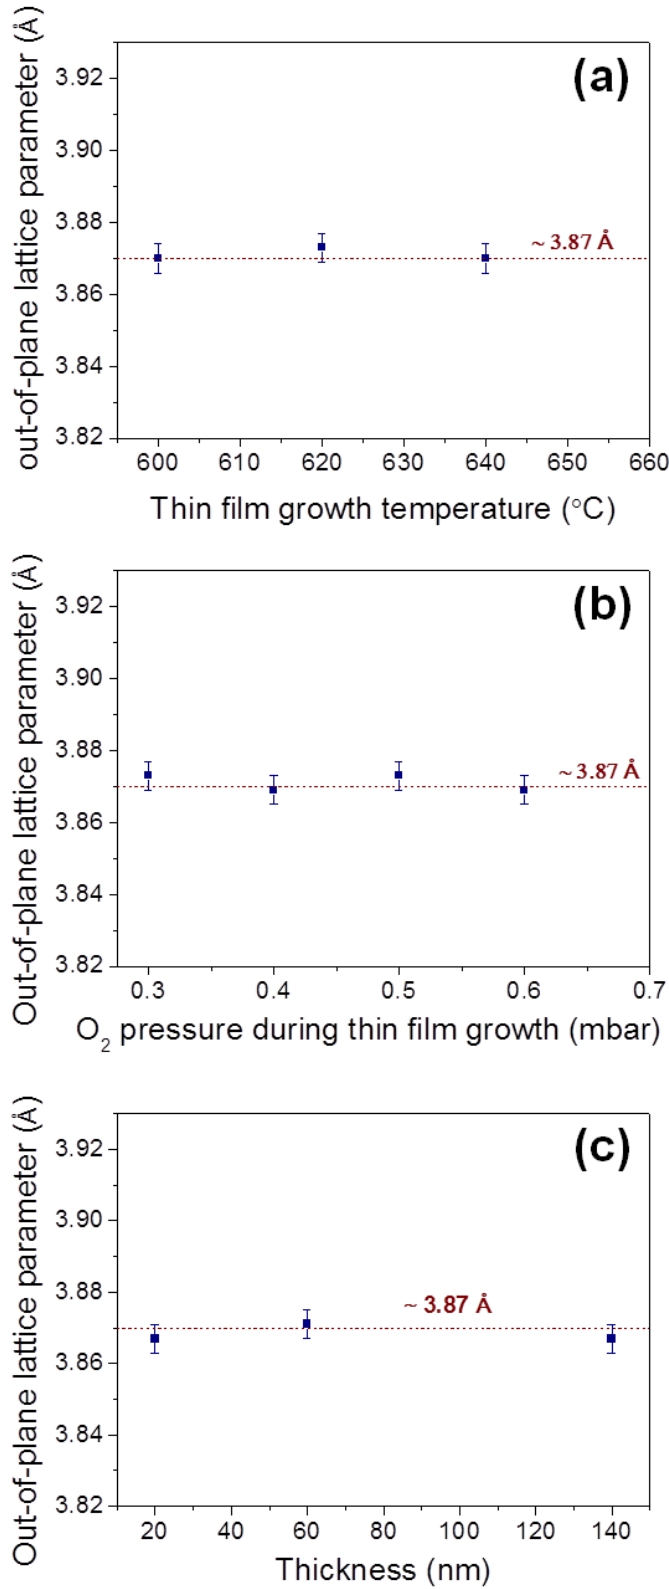 (a)
out-of-plane lattice parameter (Å)
3.92
3.90
3.88
3.86
3.84
3.82
~ 3.87 Å
600 610 620 630 640 650 660
Thin film growth temperature (°C)
(b)
Out-of-plane lattice parameter (Å)
3.92
3.90
3.88
3.86
3.84
3.82
~ 3.87 Å
0.3 0.4 0.5 0.6 0.7
O₂ pressure during thin film growth (mbar)
(c)
Out-of-plane lattice parameter (Å)
3.92
3.90
3.88
3.86
3.84
3.82
~ 3.87 Å
20 40 60 80 100 120 140
Thickness (nm)